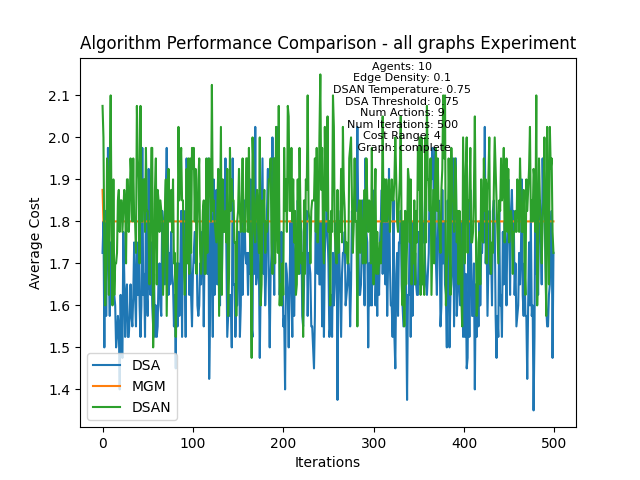 Algorithm Performance Comparison - all graphs Experiment
Agents: 10
Edge Density: 0.1
DSAN Temperature: 0.75
DSA Threshold: 0.75
Num Actions: 9
Num Iterations: 500
Cost Range: 4
Graph: complete
2.1
2.0
1.9
1.8
1.7
1.6
1.5
1.4
Average Cost
DSA
MGM
DSAN
0
100
200
300
400
500
Iterations